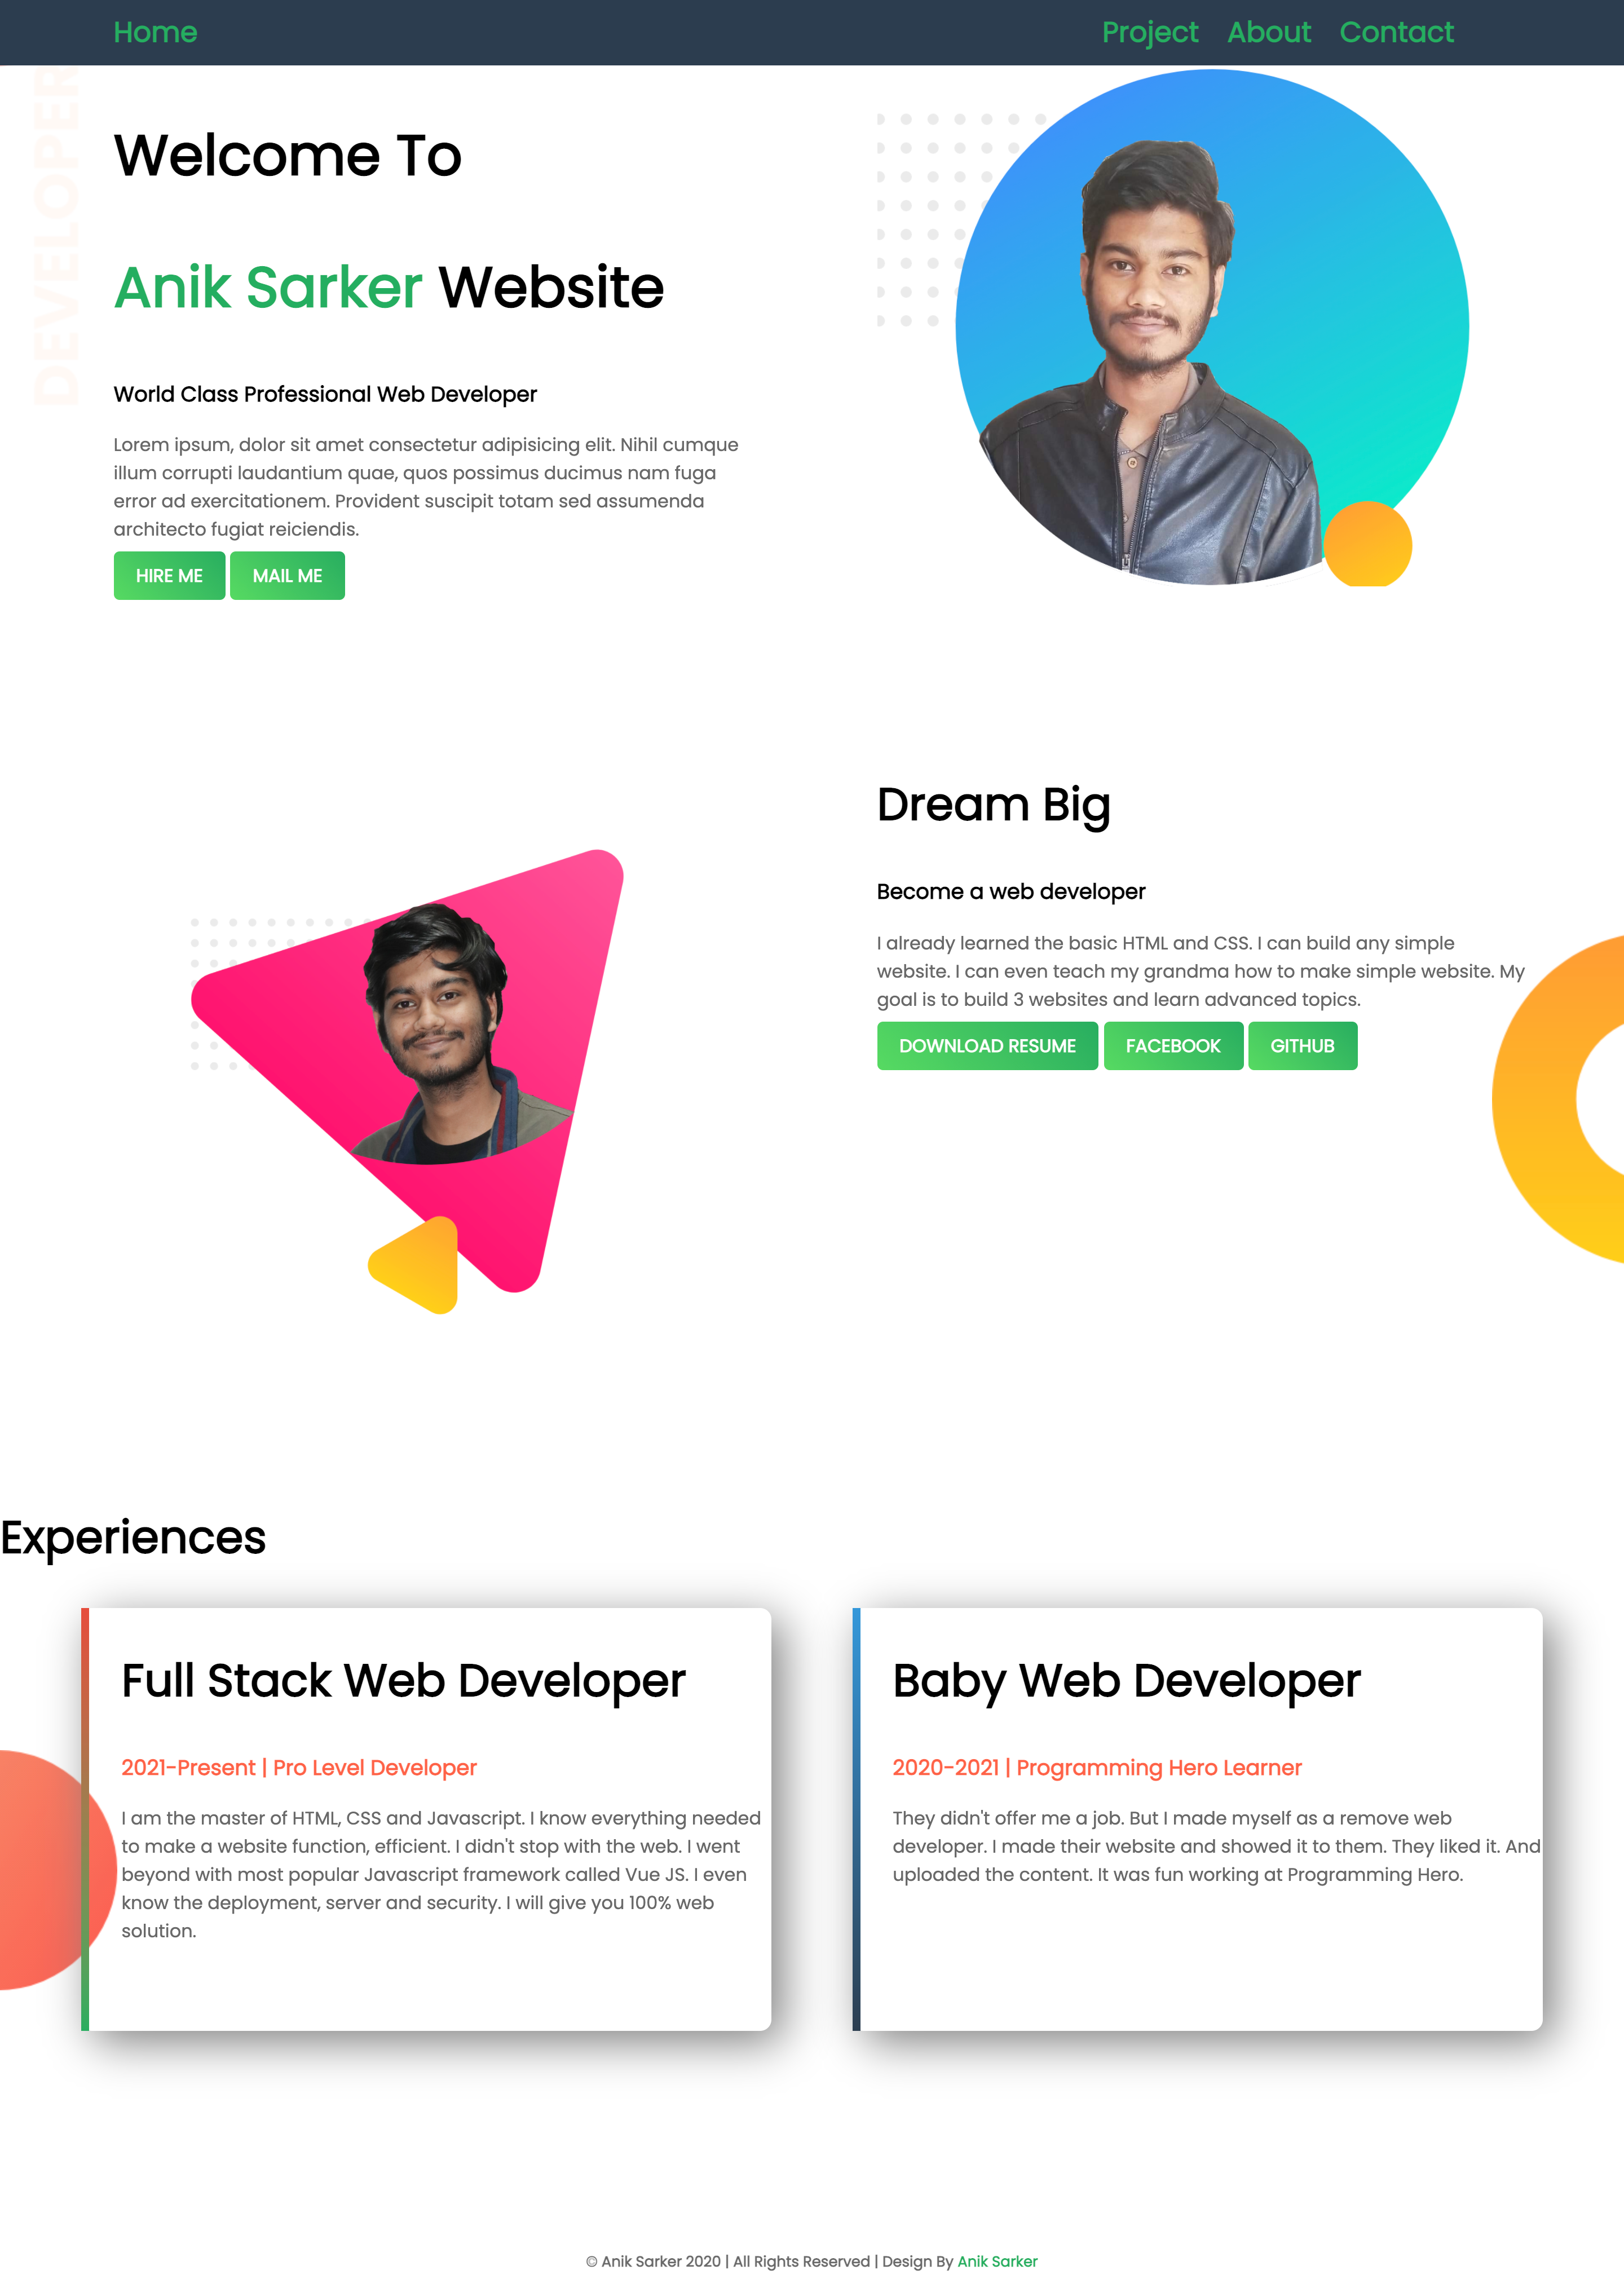 Home Project About Contact
DEVELOPER
Welcome To
Anik Sarker Website
World Class Professional Web Developer
Lorem ipsum, dolor sit amet consectetur adipisicing elit. Nihil cumque
illum corrupti laudantium quae, quos possimus ducimus nam fuga
error ad exercitationem. Provident suscipit totam sed assumenda
architecto fugiat reiciendis.
HIRE ME MAIL ME
Dream Big
Become a web developer
I already learned the basic HTML and CSS. I can build any simple
website. I can even teach my grandma how to make simple website. My
goal is to build 3 websites and learn advanced topics.
DOWNLOAD RESUME FACEBOOK GITHUB
Experiences
Full Stack Web Developer
2021-Present | Pro Level Developer
I am the master of HTML, CSS and Javascript. I know everything needed
to make a website function, efficient. I didn't stop with the web. I went
beyond with most popular Javascript framework called Vue JS. I even
know the deployment, server and security. I will give you 100% web
solution.
Baby Web Developer
2020-2021 | Programming Hero Learner
They didn't offer me a job. But I made myself as a remove web
developer. I made their website and showed it to them. They liked it. And
uploaded the content. It was fun working at Programming Hero.
© Anik Sarker 2020 | All Rights Reserved | Design By Anik Sarker